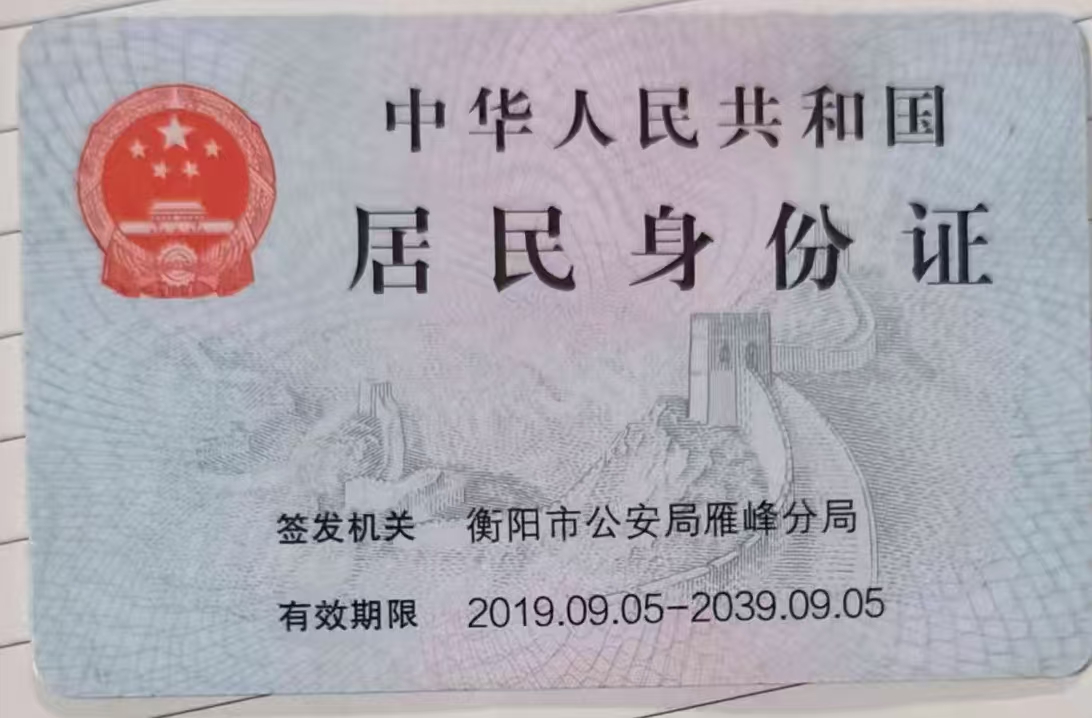 中华人民共和国
居民身份证
签发机关 衡阳市公安局雁峰分局
有效期限 2019.09.05-2039.09.05